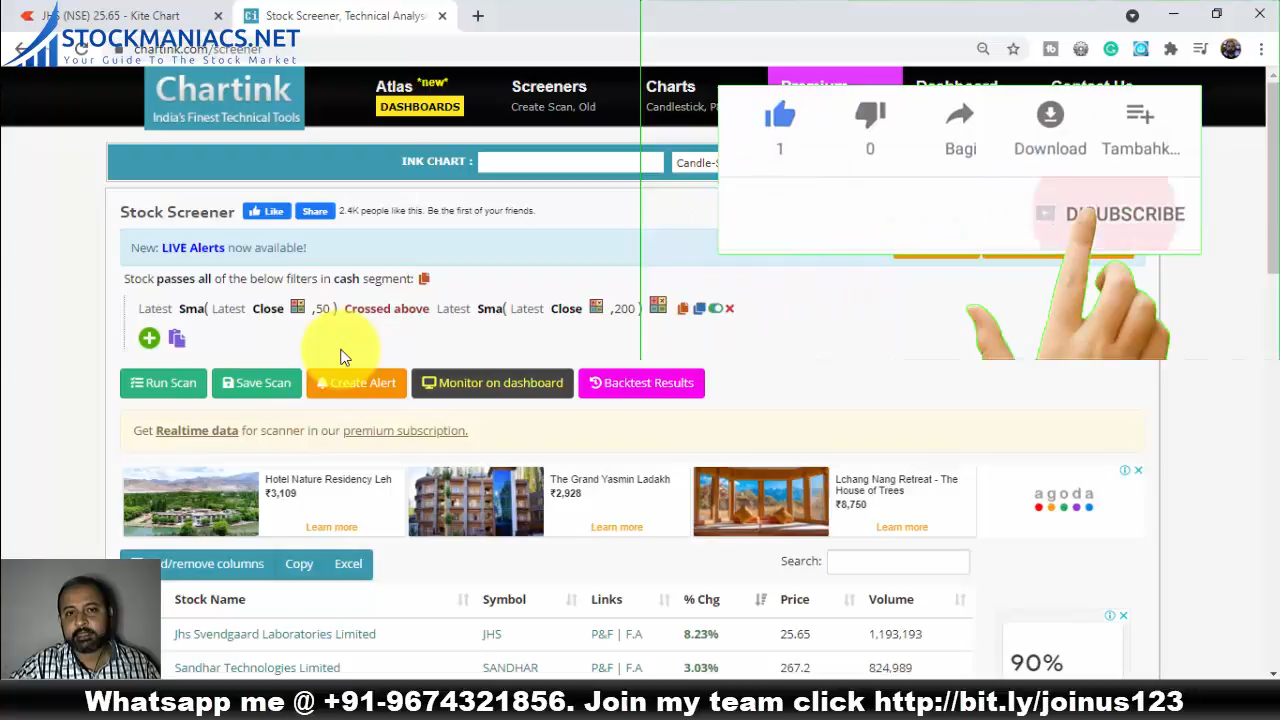 JHS (NSE) 25.65 - Kite Chart
Stock Screener, Technical Analys
STOCKMANIACS.NET
Your Guide To The Stock Market
chartink.com/screener
Chartink
India's Finest Technical Tools
Atlas *new*
DASHBOARDS
Screeners
Create Scan, Old
Charts
Candlestick, P
Premium
Dashboard
Contact Us
1
0
Bagi
Download
Tambahk...
SUBSCRIBE
INK CHART :
Candle-S
Stock Screener
Like
Share
2.4K people like this. Be the first of your friends.
New: LIVE Alerts now available!
Stock passes all of the below filters in cash segment:
Latest Sma( Latest Close ,50 ) Crossed above Latest Sma( Latest Close ,200 )
Run Scan
Save Scan
Create Alert
Monitor on dashboard
Backtest Results
Get Realtime data for scanner in our premium subscription.
Hotel Nature Residency Leh
₹3,109
Learn more
The Grand Yasmin Ladakh
₹2,928
Learn more
Lchang Nang Retreat - The House of Trees
₹8,750
Learn more
agoda
d/remove columns
Copy
Excel
Search:
Stock Name Symbol Links % Chg Price Volume
Jhs Svendgaard Laboratories Limited JHS P&F | F.A 8.23% 25.65 1,193,193
Sandhar Technologies Limited SANDHAR P&F | F.A 3.03% 267.2 824,989
90%
Whatsapp me @ +91-9674321856. Join my team click http://bit.ly/joinus123